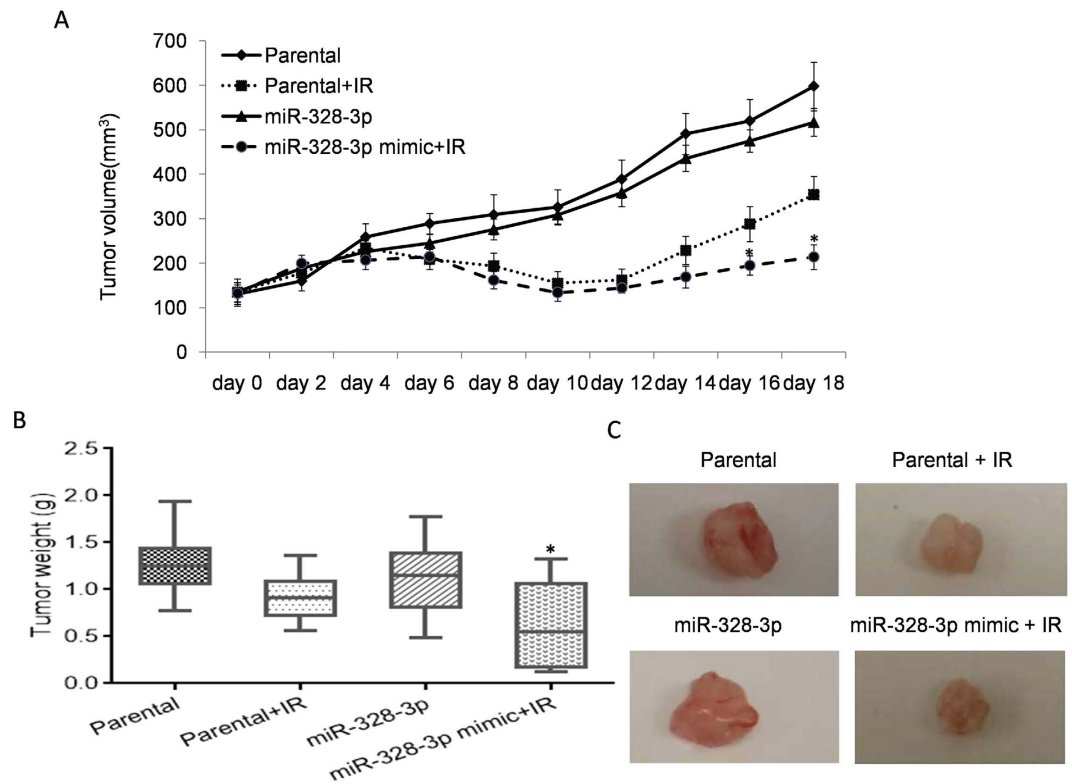 A
700
600
500
400
300
200
100
0
Tumor volume(mm³)
Parental
Parental+IR
miR-328-3p
miR-328-3p mimic+IR
*
*
day 0 day 2 day 4 day 6 day 8 day 10 day 12 day 14 day 16 day 18
B
2.5
2.0
1.5
1.0
0.5
0.0
Tumor weight (g)
*
Parental
Parental+IR
miR-328-3p
miR-328-3p mimic+IR
C
Parental
Parental + IR
miR-328-3p
miR-328-3p mimic + IR